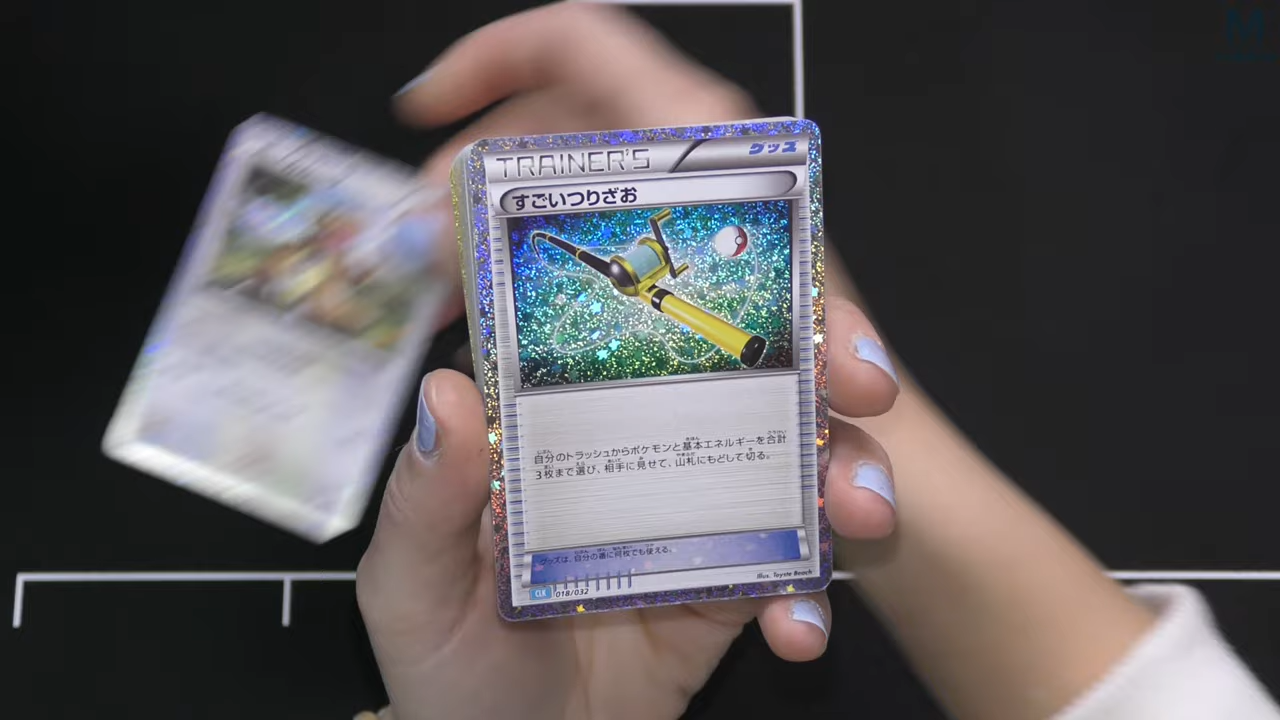 M
TRAINER'S
グッズ
すごいつりざお
自分のトラッシュからポケモンと基本エネルギーを合計
3枚まで選び、相手に見せて、山札にもどして切る。
グッズは、自分の番に何枚でも使える。
Illus. Toyste Beach
CLK 018/032